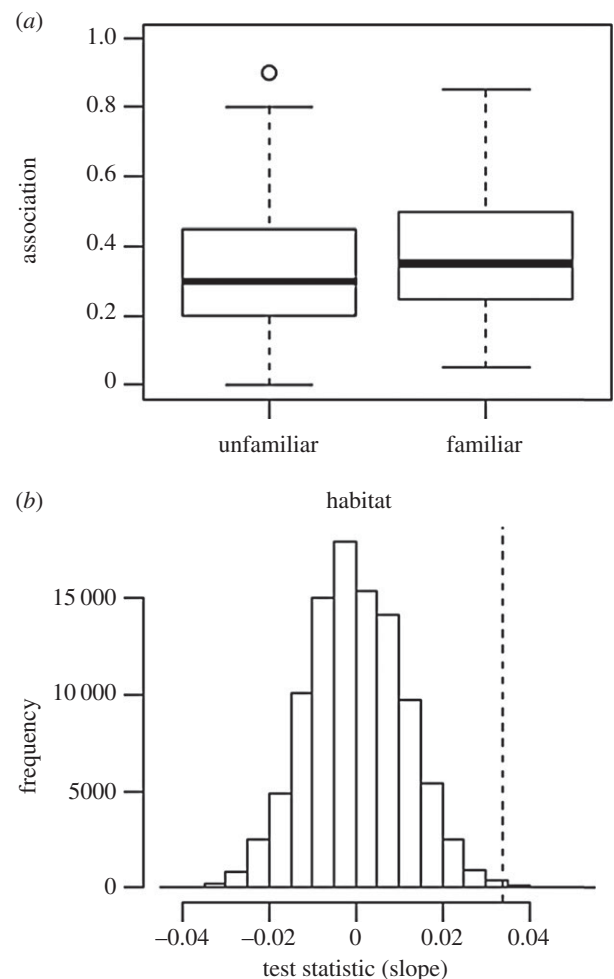 (a)
1.0
0.8
0.6
0.4
0.2
0
association
unfamiliar familiar
habitat
(b)
15 000
10 000
5000
0
frequency
–0.04 –0.02 0 0.02 0.04
test statistic (slope)